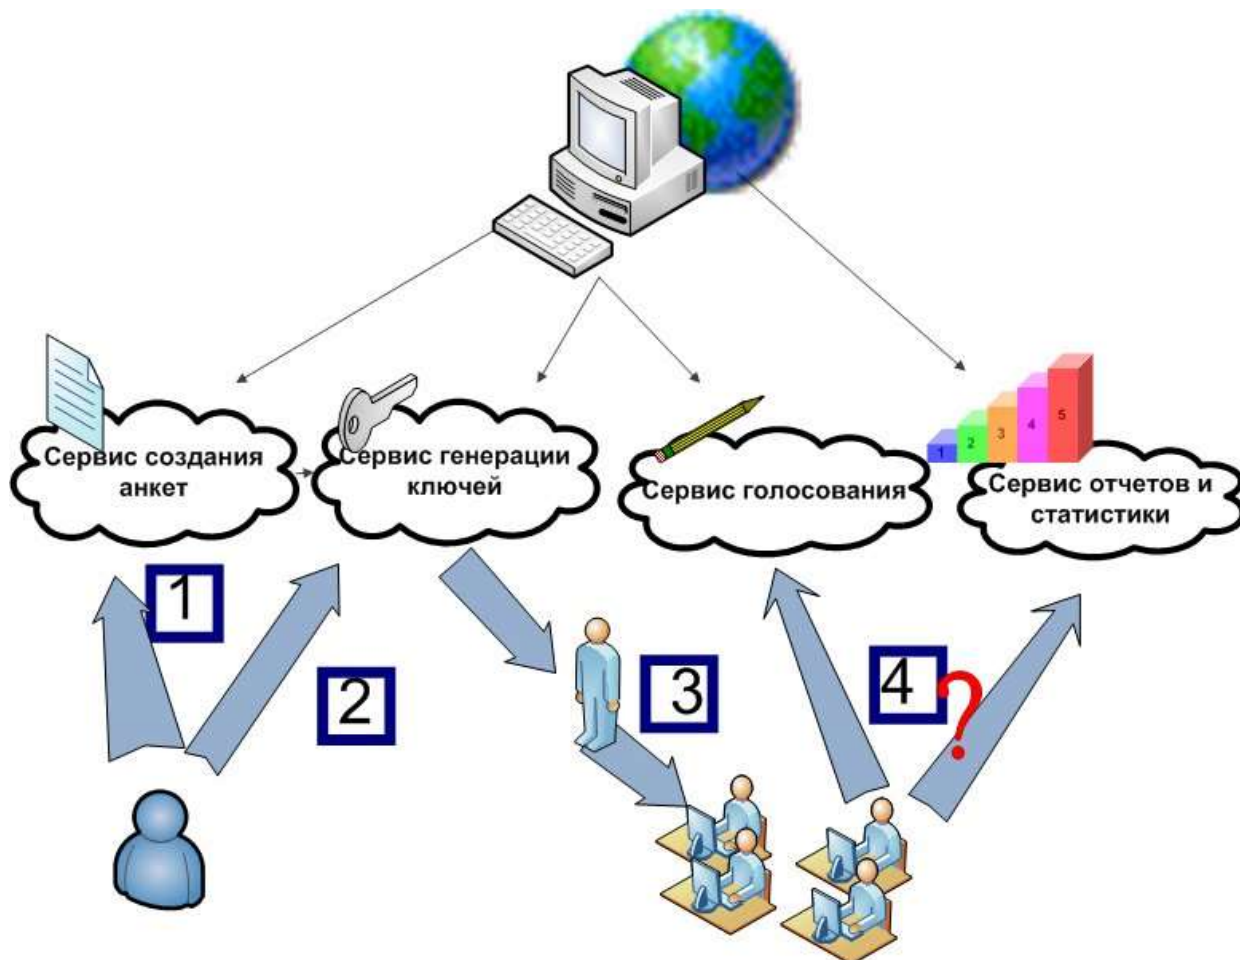 Сервис создания
анкет
Сервис генерации
ключей
Сервис голосования
1
2
3
4
5
Сервис отчетов и
статистики
1
2
3
4
?